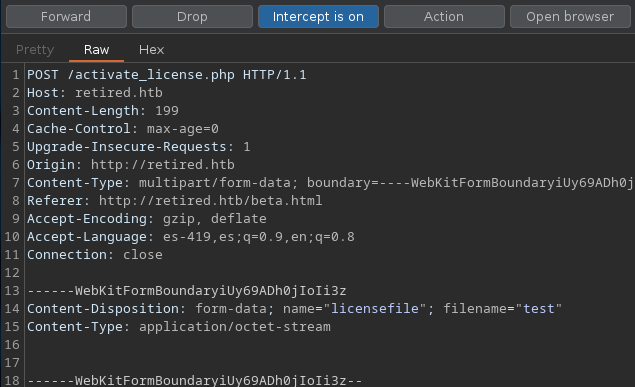 Forward Drop Intercept is on Action Open browser
Pretty Raw Hex
1 POST /activate_license.php HTTP/1.1
2 Host: retired.htb
3 Content-Length: 199
4 Cache-Control: max-age=0
5 Upgrade-Insecure-Requests: 1
6 Origin: http://retired.htb
7 Content-Type: multipart/form-data; boundary=----WebKitFormBoundaryiUy69ADh0j
8 Referer: http://retired.htb/beta.html
9 Accept-Encoding: gzip, deflate
10 Accept-Language: es-419,es;q=0.9,en;q=0.8
11 Connection: close
12
13 ------WebKitFormBoundaryiUy69ADh0jIoIi3z
14 Content-Disposition: form-data; name="licensefile"; filename="test"
15 Content-Type: application/octet-stream
16
17
18 ------WebKitFormBoundaryiUy69ADh0jIoIi3z--